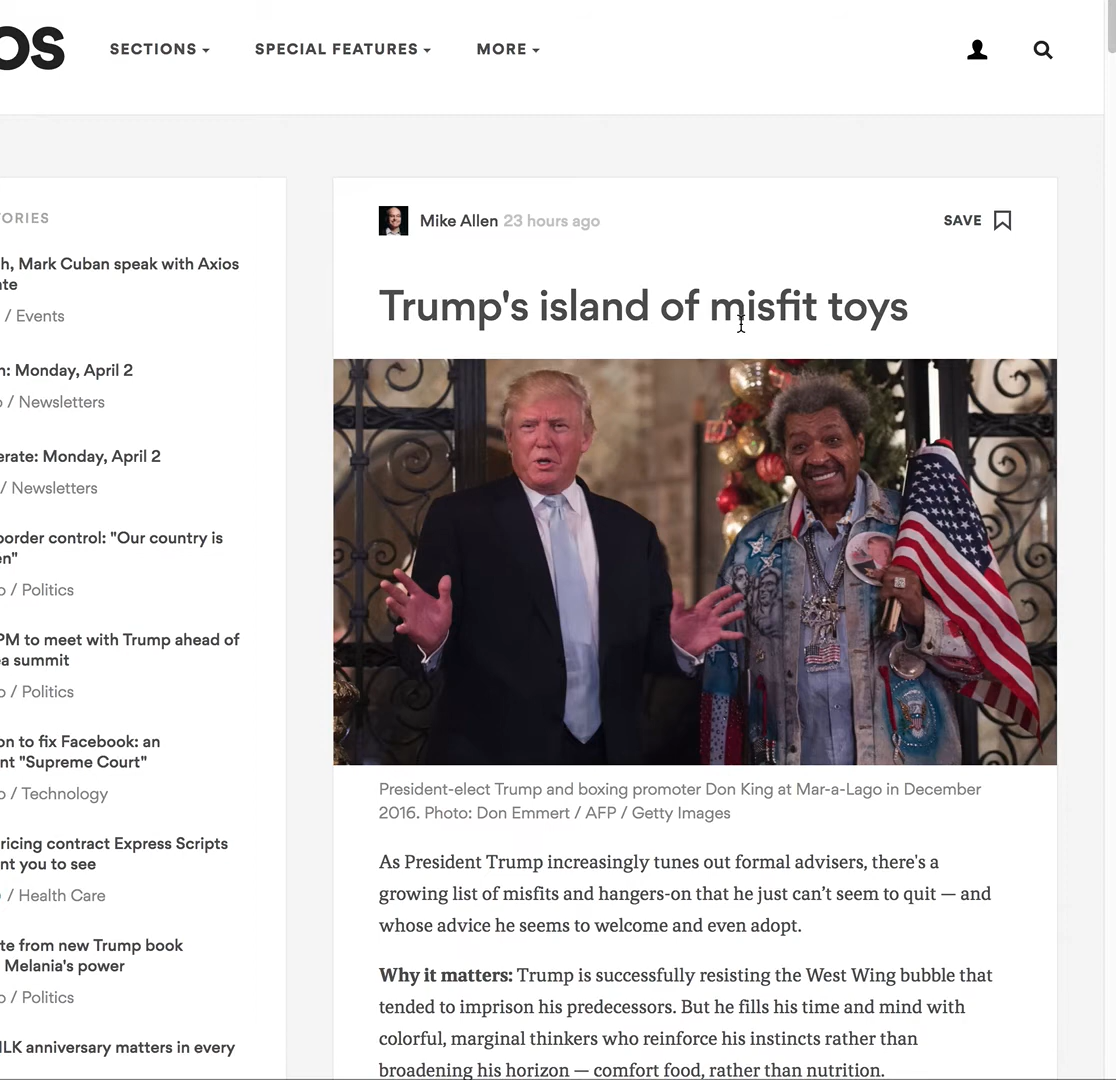 OS
SECTIONS
SPECIAL FEATURES
MORE
ORIES
h, Mark Cuban speak with Axios
te
/ Events
n: Monday, April 2
/ Newsletters
erate: Monday, April 2
/ Newsletters
border control: "Our country is
en"
/ Politics
PM to meet with Trump ahead of
a summit
/ Politics
on to fix Facebook: an
nt "Supreme Court"
/ Technology
ricing contract Express Scripts
nt you to see
/ Health Care
te from new Trump book
Melania's power
/ Politics
MLK anniversary matters in every
Mike Allen 23 hours ago
SAVE
Trump's island of misfit toys
President-elect Trump and boxing promoter Don King at Mar-a-Lago in December
2016. Photo: Don Emmert / AFP / Getty Images
As President Trump increasingly tunes out formal advisers, there's a
growing list of misfits and hangers-on that he just can’t seem to quit — and
whose advice he seems to welcome and even adopt.
Why it matters: Trump is successfully resisting the West Wing bubble that
tended to imprison his predecessors. But he fills his time and mind with
colorful, marginal thinkers who reinforce his instincts rather than
broadening his horizon — comfort food, rather than nutrition.